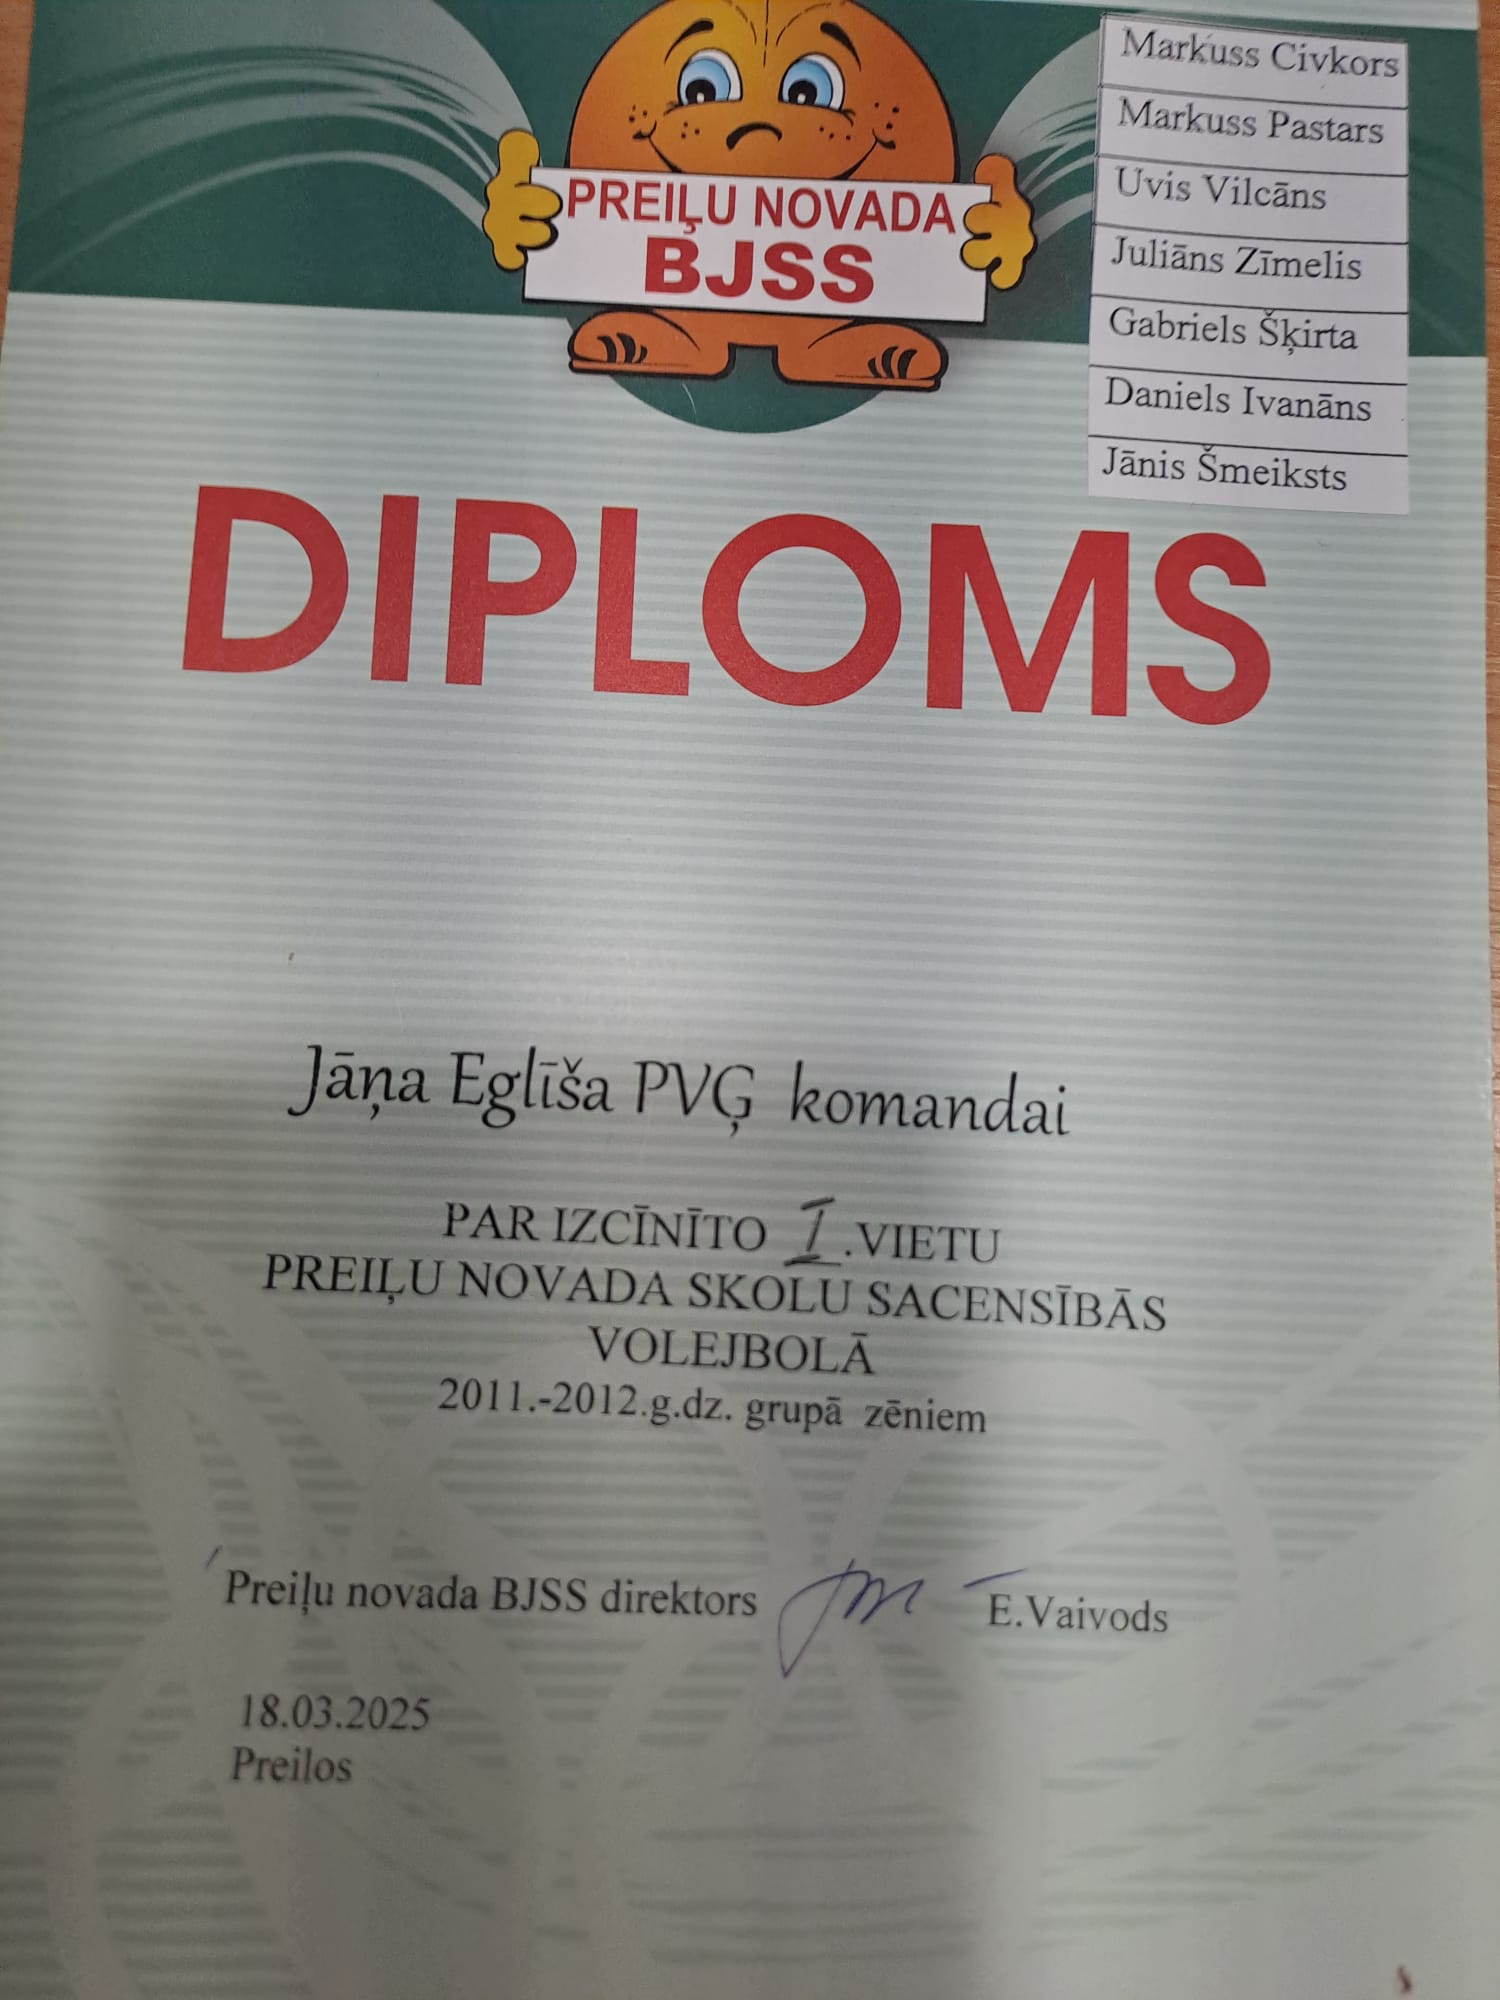 PREIĻU NOVADA
BJSS
Markuss Civkors
Markuss Pastars
Uvis Vilcāns
Juliāns Zīmelis
Gabriels Šķirta
Daniels Ivanāns
Jānis Šmeiksts
DIPLOMS
Jāņa Eglīša PVĢ komandai
PAR IZCĪNĪTO I.VIETU
PREIĻU NOVADA SKOLU SACENSĪBĀS
VOLEJBOLĀ
2011.-2012.g.dz. grupā zēniem
Preiļu novada BJSS direktors E.Vaivods
18.03.2025
Preilos